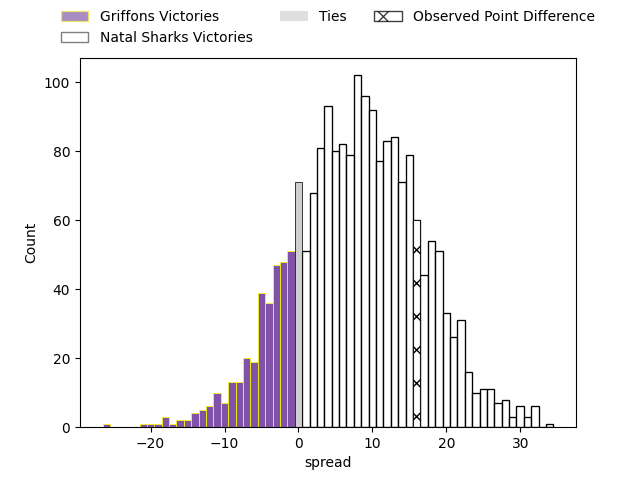 Griffons Victories
Ties
Observed Point Difference
Natal Sharks Victories
100
80
60
40
20
0
Count
−20
−10
0
10
20
30
spread